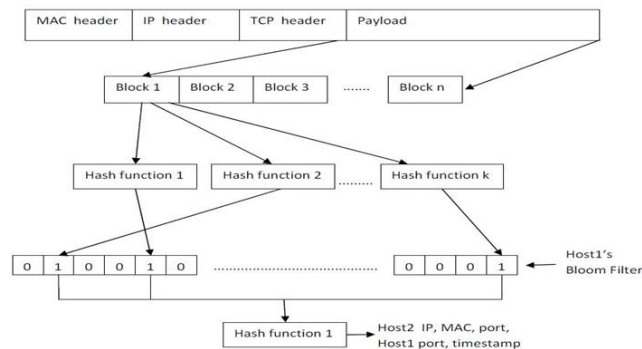 MAC header IP header TCP header Payload
Block 1 Block 2 Block 3 ....... Block n
Hash function 1 Hash function 2 ........ Hash function k
0 1 0 0 1 0 ........................................ 0 0 0 1
Host1's
Bloom Filter
Hash function 1
Host2 IP, MAC, port,
Host1 port, timestamp